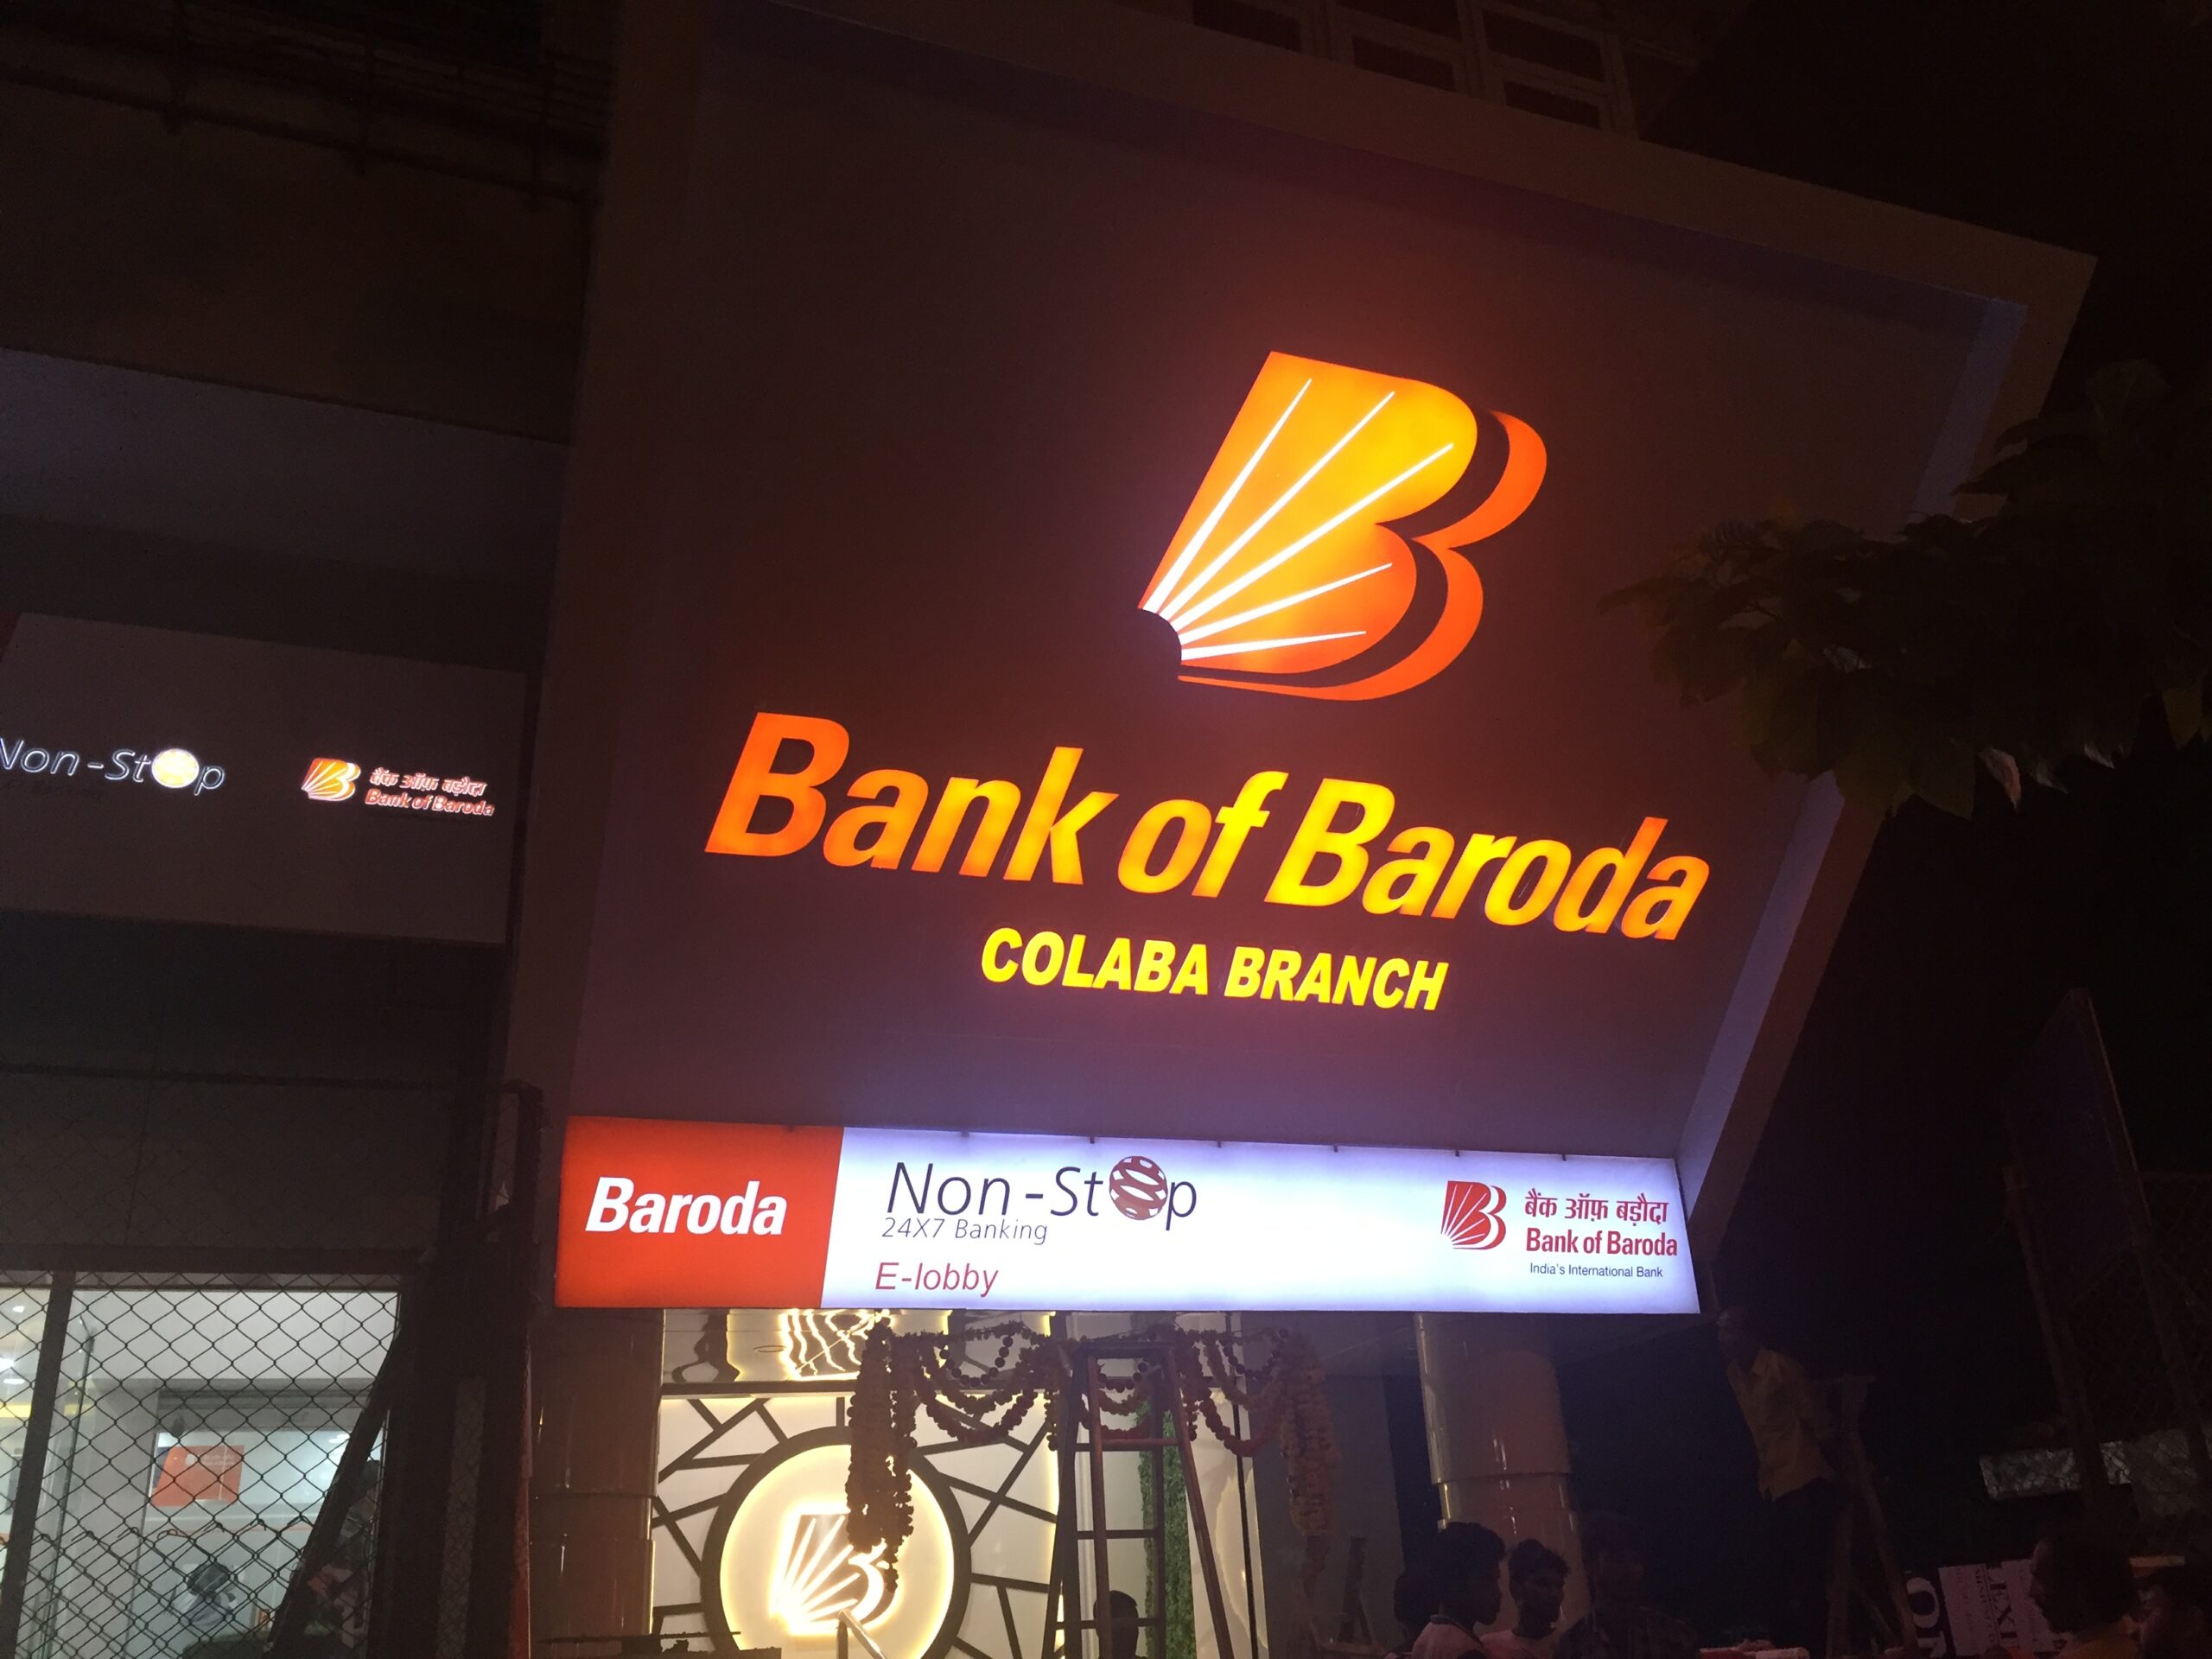 Bank of Baroda
COLABA BRANCH
Non-Stop
बैंक ऑफ़ बड़ौदा
Bank of Baroda
Baroda
Non-Stop
24X7 Banking
E-lobby
बैंक ऑफ़ बड़ौदा
Bank of Baroda
India's International Bank